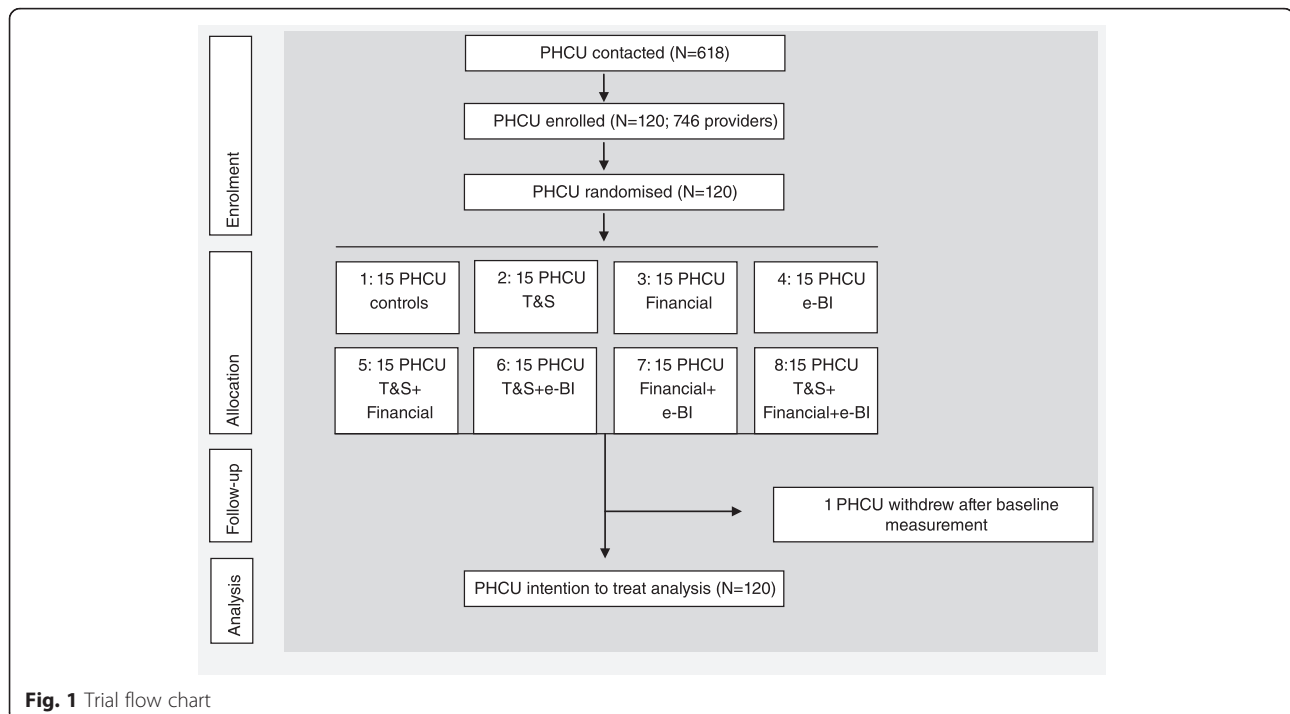 Enrolment
PHCU contacted (N=618)
PHCU enrolled (N=120; 746 providers)
PHCU randomised (N=120)
Allocation
1: 15 PHCU
controls
2: 15 PHCU
T&S
3: 15 PHCU
Financial
4: 15 PHCU
e-BI
5: 15 PHCU
T&S+
Financial
6: 15 PHCU
T&S+e-BI
7: 15 PHCU
Financial+
e-BI
8:15 PHCU
T&S+
Financial+e-BI
Follow-up
1 PHCU withdrew after baseline
measurement
Analysis
PHCU intention to treat analysis (N=120)
Fig. 1 Trial flow chart